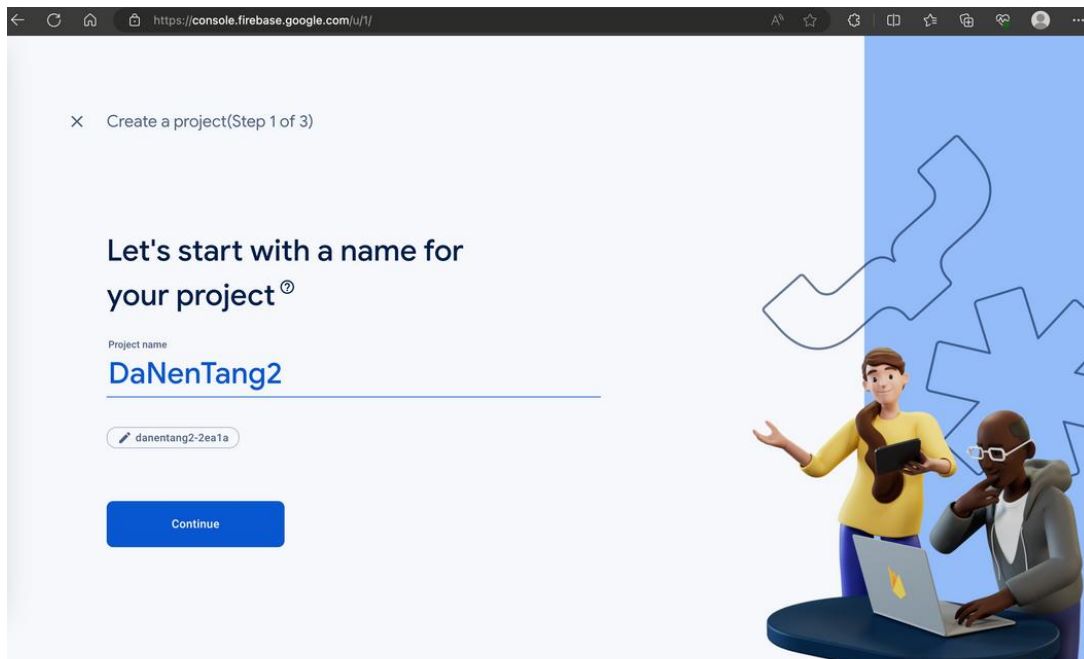 https://console.firebase.google.com/u/1/
Create a project(Step 1 of 3)
Let's start with a name for
your project
Project name
DaNenTang2
danentang2-2ea1a
Continue